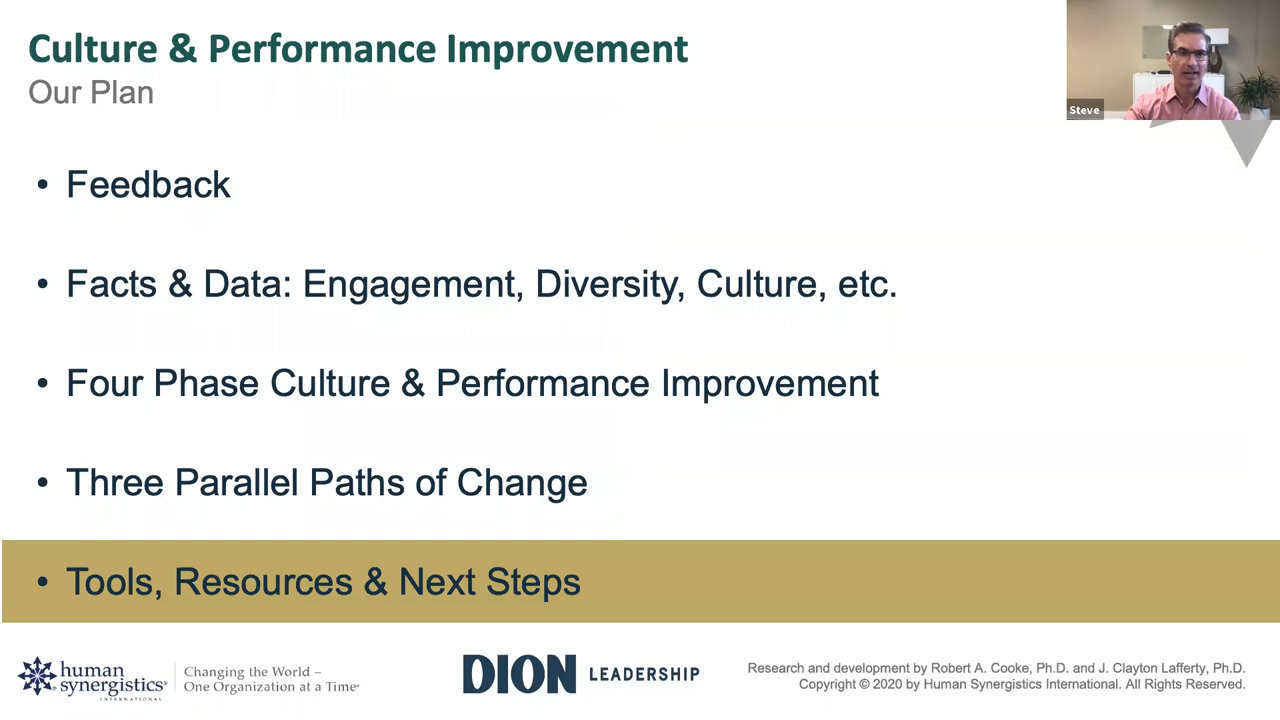 Culture & Performance Improvement
Our Plan
Steve
• Feedback
• Facts & Data: Engagement, Diversity, Culture, etc.
• Four Phase Culture & Performance Improvement
• Three Parallel Paths of Change
• Tools, Resources & Next Steps
human
synergistics®
INTERNATIONAL
Changing the World –
One Organization at a Time®
DION LEADERSHIP
Research and development by Robert A. Cooke, Ph.D. and J. Clayton Lafferty, Ph.D.
Copyright © 2020 by Human Synergistics International. All Rights Reserved.